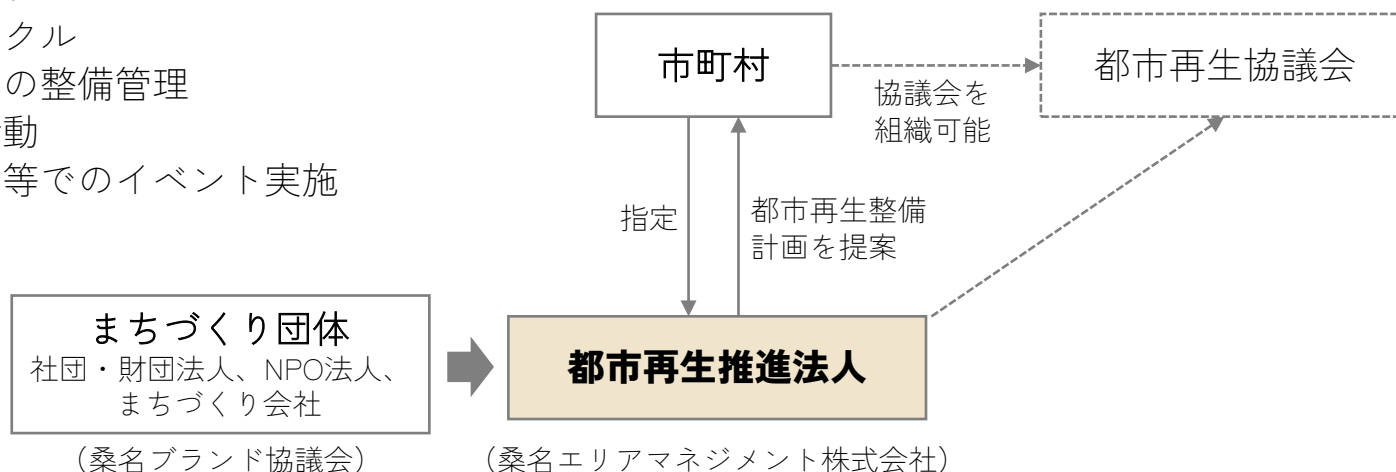 クル
の整備管理
動
等でのイベント実施
市町村
都市再生協議会
協議会を
組織可能
指定
都市再生整備
計画を提案
まちづくり団体
社団・財団法人、NPO法人、
まちづくり会社
都市再生推進法人
（桑名ブランド協議会）
（桑名エリアマネジメント株式会社）